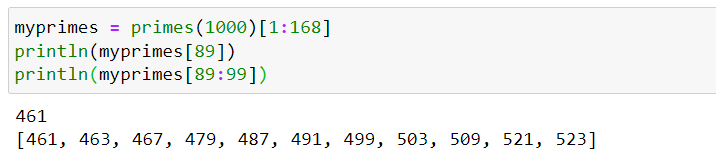 myprimes = primes(1000)[1:168]
println(myprimes[89])
println(myprimes[89:99])
461
[461, 463, 467, 479, 487, 491, 499, 503, 509, 521, 523]